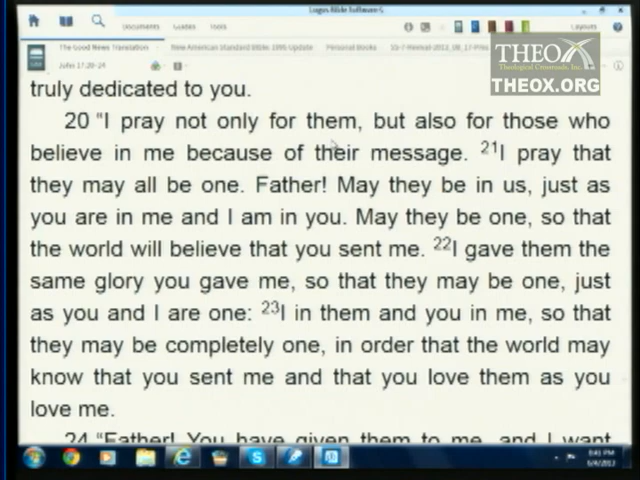 Logos Bible Software 5
Documents Guides Tools Layouts
The Good News Translation New American Standard Bible: 1995 Update Personal Books
John 17:20-24
THEOX
Theological Crossroads, Inc.
THEOX.ORG
truly dedicated to you.
20 “I pray not only for them, but also for those who
believe in me because of their message. 21I pray that
they may all be one. Father! May they be in us, just as
you are in me and I am in you. May they be one, so that
the world will believe that you sent me. 22I gave them the
same glory you gave me, so that they may be one, just
as you and I are one: 23I in them and you in me, so that
they may be completely one, in order that the world may
know that you sent me and that you love them as you
love me.
24 “Father! You have given them to me, and I want